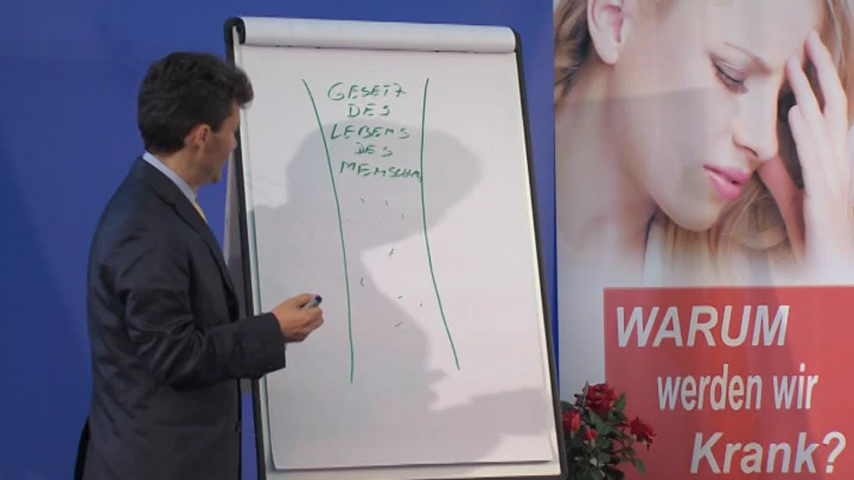 GESETZ
DES
LEBENS
DES
MENSCHEN
WARUM
werden wir
Krank?